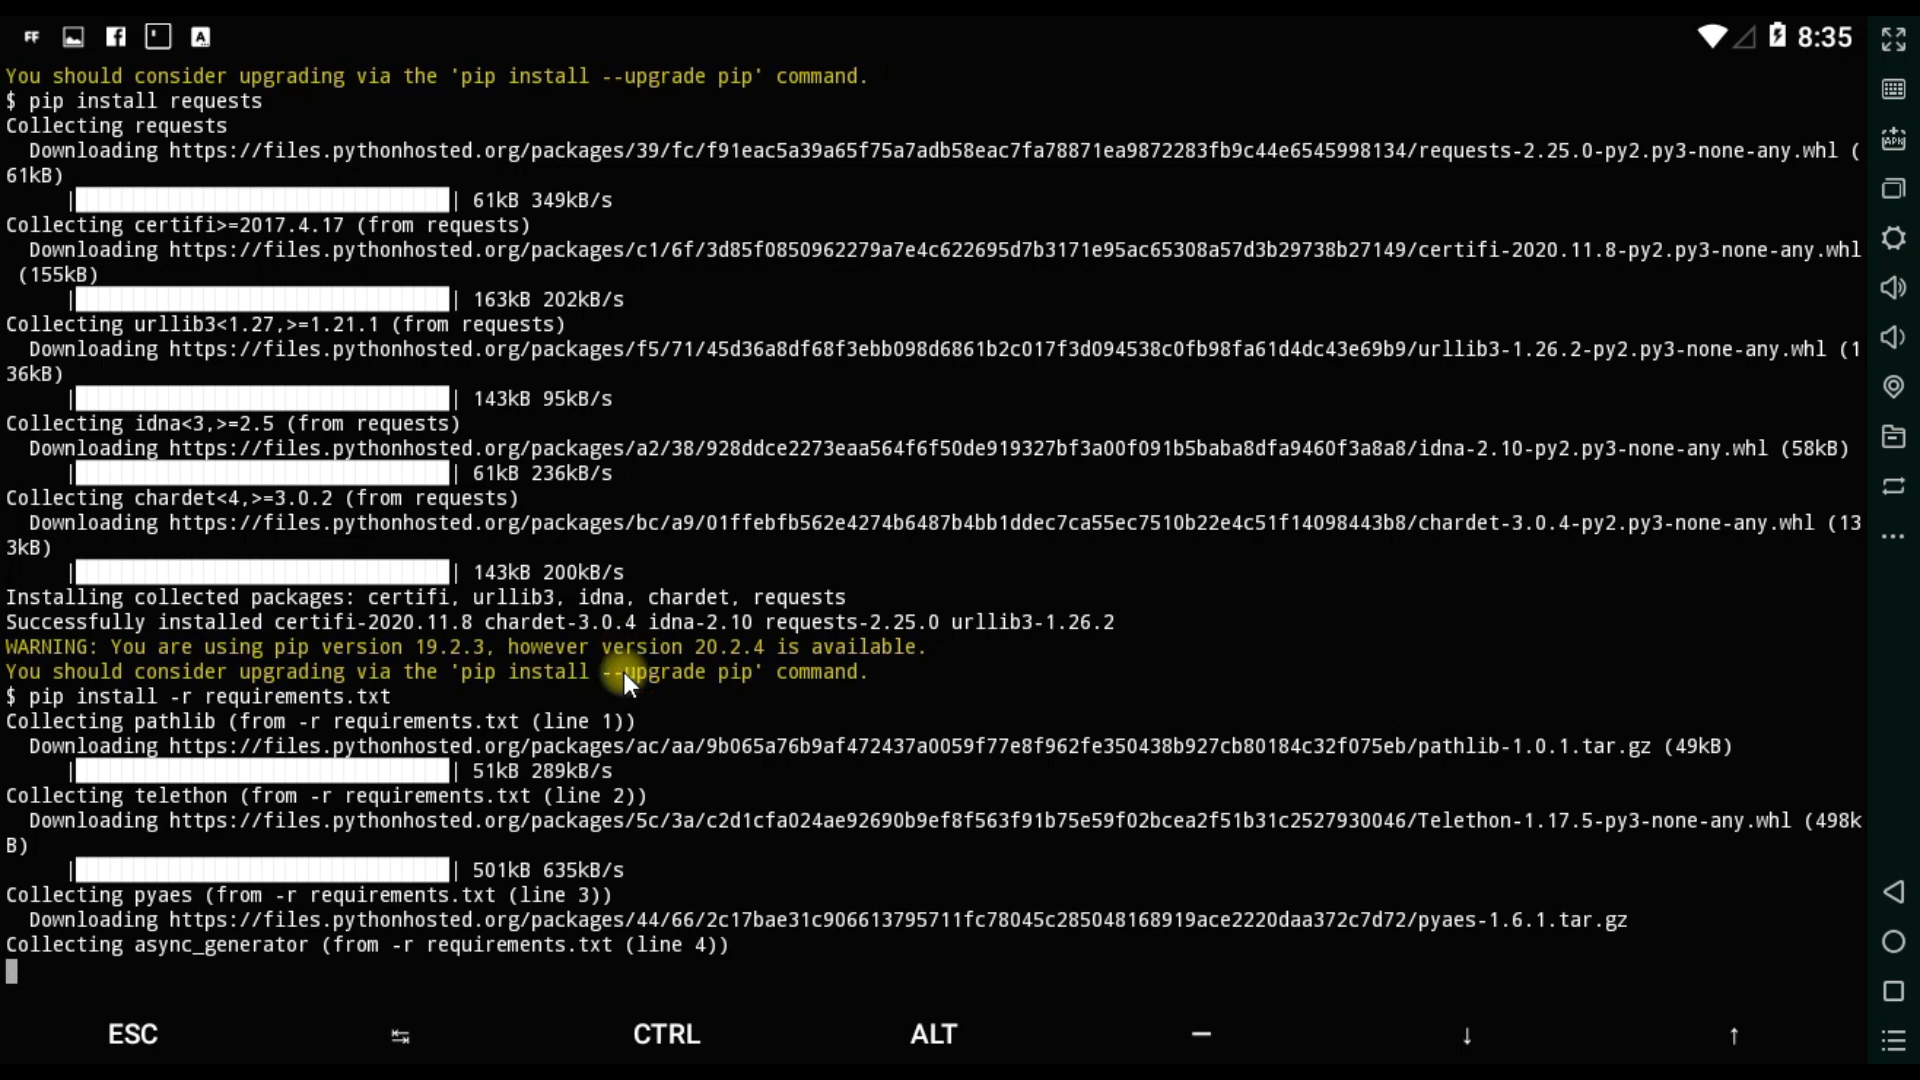 FF f A 8:35
You should consider upgrading via the 'pip install --upgrade pip' command.
$ pip install requests
Collecting requests
Downloading https://files.pythonhosted.org/packages/39/fc/f91eac5a39a65f75a7adb58eac7fa78871ea9872283fb9c44e6545998134/requests-2.25.0-py2.py3-none-any.whl (
61kB)
| | 61kB 349kB/s
Collecting certifi>=2017.4.17 (from requests)
Downloading https://files.pythonhosted.org/packages/c1/6f/3d85f0850962279a7e4c622695d7b3171e95ac65308a57d3b29738b27149/certifi-2020.11.8-py2.py3-none-any.whl
(155kB)
| | 163kB 202kB/s
Collecting urllib3<1.27,>=1.21.1 (from requests)
Downloading https://files.pythonhosted.org/packages/f5/71/45d36a8df68f3ebb098d6861b2c017f3d094538c0fb98fa61d4dc43e69b9/urllib3-1.26.2-py2.py3-none-any.whl (1
36kB)
| | 143kB 95kB/s
Collecting idna<3,>=2.5 (from requests)
Downloading https://files.pythonhosted.org/packages/a2/38/928ddce2273eaa564f6f50de919327bf3a00f091b5baba8dfa9460f3a8a8/idna-2.10-py2.py3-none-any.whl (58kB)
| | 61kB 236kB/s
Collecting chardet<4,>=3.0.2 (from requests)
Downloading https://files.pythonhosted.org/packages/bc/a9/01ffebfb562e4274b6487b4bb1ddec7ca55ec7510b22e4c51f14098443b8/chardet-3.0.4-py2.py3-none-any.whl (13
3kB)
| | 143kB 200kB/s
Installing collected packages: certifi, urllib3, idna, chardet, requests
Successfully installed certifi-2020.11.8 chardet-3.0.4 idna-2.10 requests-2.25.0 urllib3-1.26.2
WARNING: You are using pip version 19.2.3, however version 20.2.4 is available.
You should consider upgrading via the 'pip install --upgrade pip' command.
$ pip install -r requirements.txt
Collecting pathlib (from -r requirements.txt (line 1))
Downloading https://files.pythonhosted.org/packages/ac/aa/9b065a76b9af472437a0059f77e8f962fe350438b927cb80184c32f075eb/pathlib-1.0.1.tar.gz (49kB)
| | 51kB 289kB/s
Collecting telethon (from -r requirements.txt (line 2))
Downloading https://files.pythonhosted.org/packages/5c/3a/c2d1cfa024ae92690b9ef8f563f91b75e59f02bcea2f51b31c2527930046/Telethon-1.17.5-py3-none-any.whl (498k
B)
| | 501kB 635kB/s
Collecting pyaes (from -r requirements.txt (line 3))
Downloading https://files.pythonhosted.org/packages/44/66/2c17bae31c906613795711fc78045c285048168919ace2220daa372c7d72/pyaes-1.6.1.tar.gz
Collecting async_generator (from -r requirements.txt (line 4))
ESC ↹ CTRL ALT — ↓ ↑